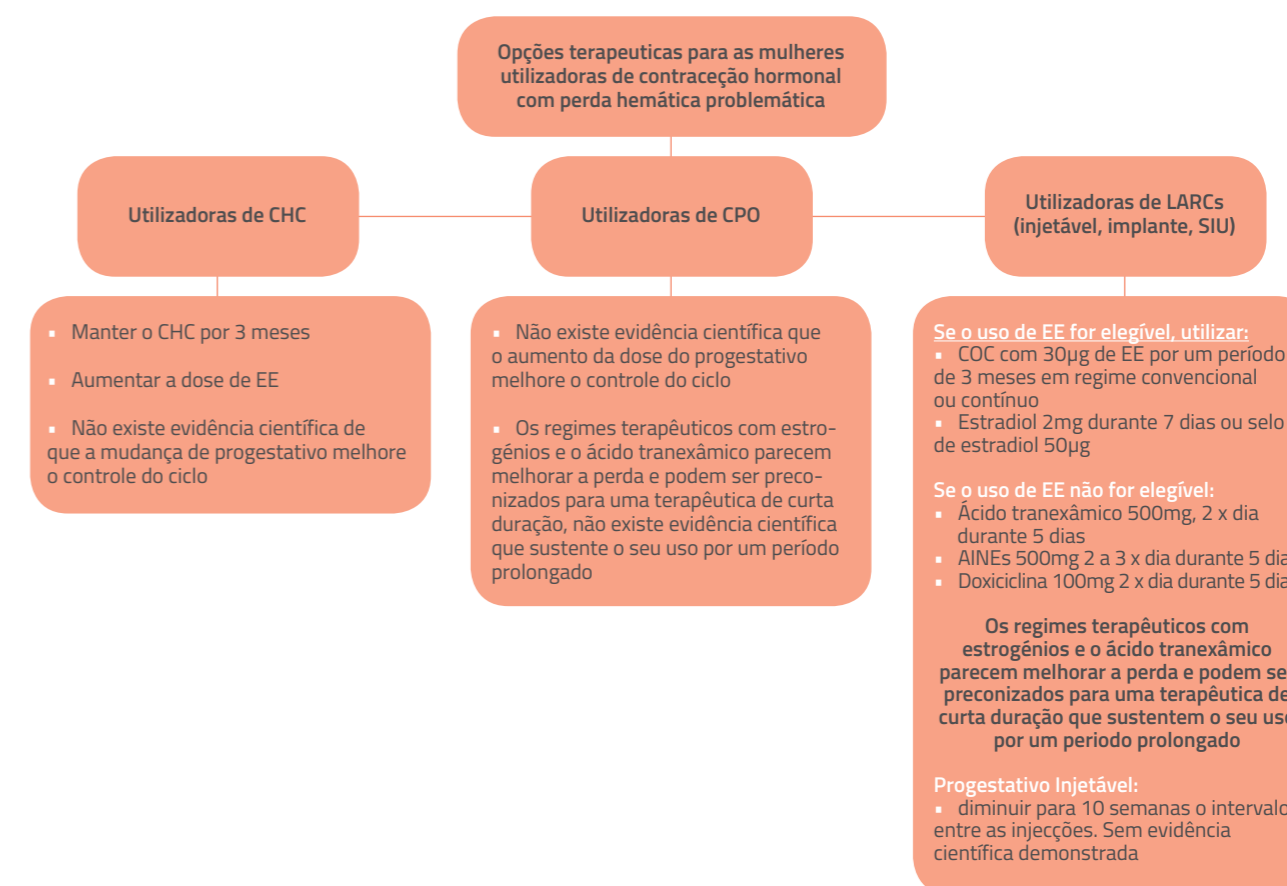 Opções terapeuticas para as mulheres
utilizadoras de contraceção hormonal
com perda hemática problemática
Utilizadoras de CHC
Utilizadoras de CPO
Utilizadoras de LARCs
(injetável, implante, SIU)
▪ Manter o CHC por 3 meses
▪ Aumentar a dose de EE
▪ Não existe evidência científica de
que a mudança de progestativo melhore
o controle do ciclo
▪ Não existe evidência científica que
o aumento da dose do progestativo
melhore o controle do ciclo
▪ Os regimes terapêuticos com estro-
génios e o ácido tranexâmico parecem
melhorar a perda e podem ser preco-
nizados para uma terapêutica de curta
duração, não existe evidência científica
que sustente o seu uso por um período
prolongado
Se o uso de EE for elegível, utilizar:
▪ COC com 30µg de EE por um período
de 3 meses em regime convencional
ou contínuo
▪ Estradiol 2mg durante 7 dias ou selo
de estradiol 50µg
Se o uso de EE não for elegível:
▪ Ácido tranexâmico 500mg, 2 x dia
durante 5 dias
▪ AINEs 500mg 2 a 3 x dia durante 5 dia
▪ Doxiciclina 100mg 2 x dia durante 5 dia
Os regimes terapêuticos com
estrogénios e o ácido tranexâmico
parecem melhorar a perda e podem se
preconizados para uma terapêutica de
curta duração que sustentem o seu uso
por um periodo prolongado
Progestativo Injetável:
▪ diminuir para 10 semanas o intervalo
entre as injecções. Sem evidência
científica demonstrada